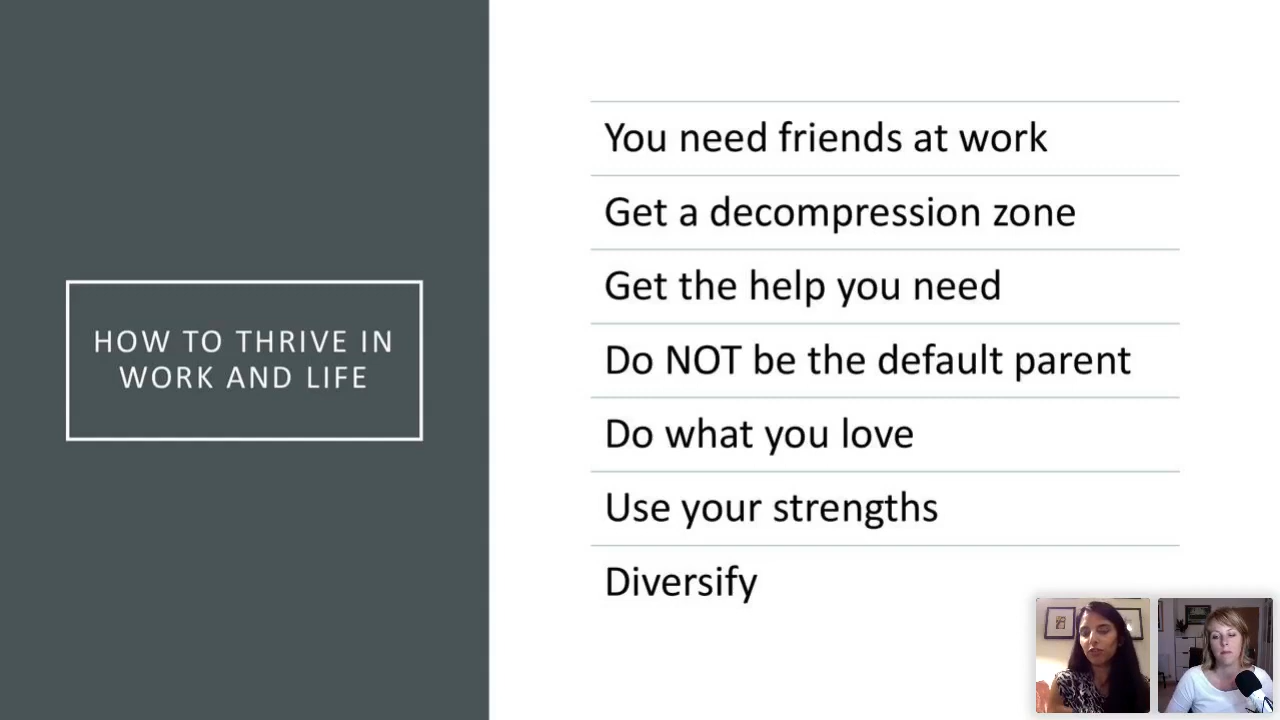 HOW TO THRIVE IN
WORK AND LIFE
You need friends at work
Get a decompression zone
Get the help you need
Do NOT be the default parent
Do what you love
Use your strengths
Diversify